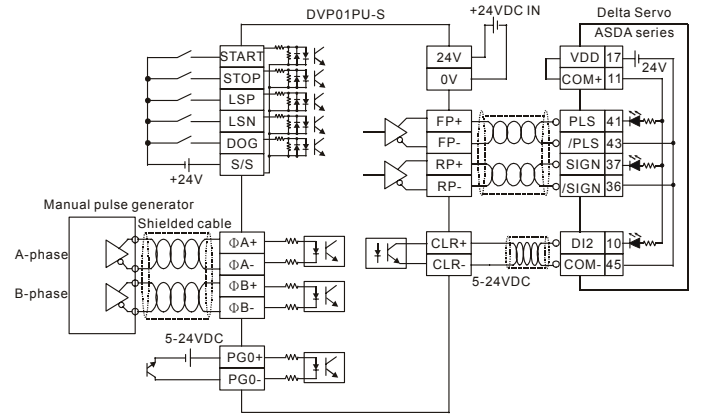 DVP01PU-S
+24VDC IN
Delta Servo
ASDA series
START
STOP
LSP
LSN
DOG
S/S
+24V
24V
0V
VDD 17
24V
COM+ 11
FP+
FP-
RP+
RP-
PLS 41
/PLS 43
SIGN 37
/SIGN 36
Manual pulse generator
Shielded cable
A-phase
B-phase
ΦA+
ΦA-
ΦB+
ΦB-
CLR+
CLR-
5-24VDC
DI2 10
COM- 45
5-24VDC
PG0+
PG0-